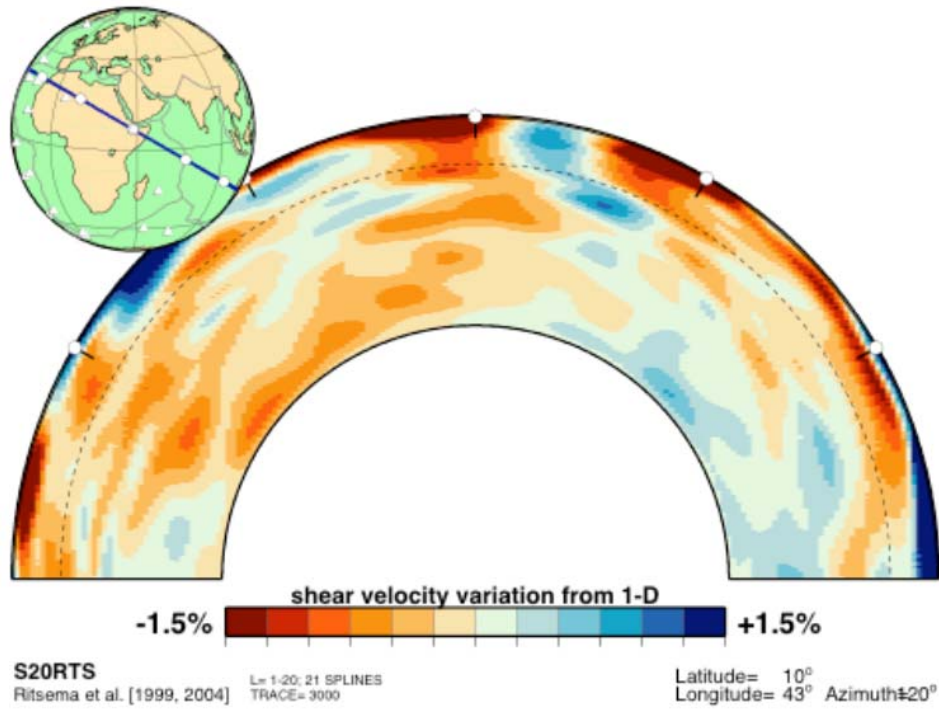 shear velocity variation from 1-D
-1.5% +1.5%
S20RTS
Ritsema et al. [1999, 2004]
L= 1-20; 21 SPLINES
TRACE= 3000
Latitude= 10°
Longitude= 43° Azimuth=